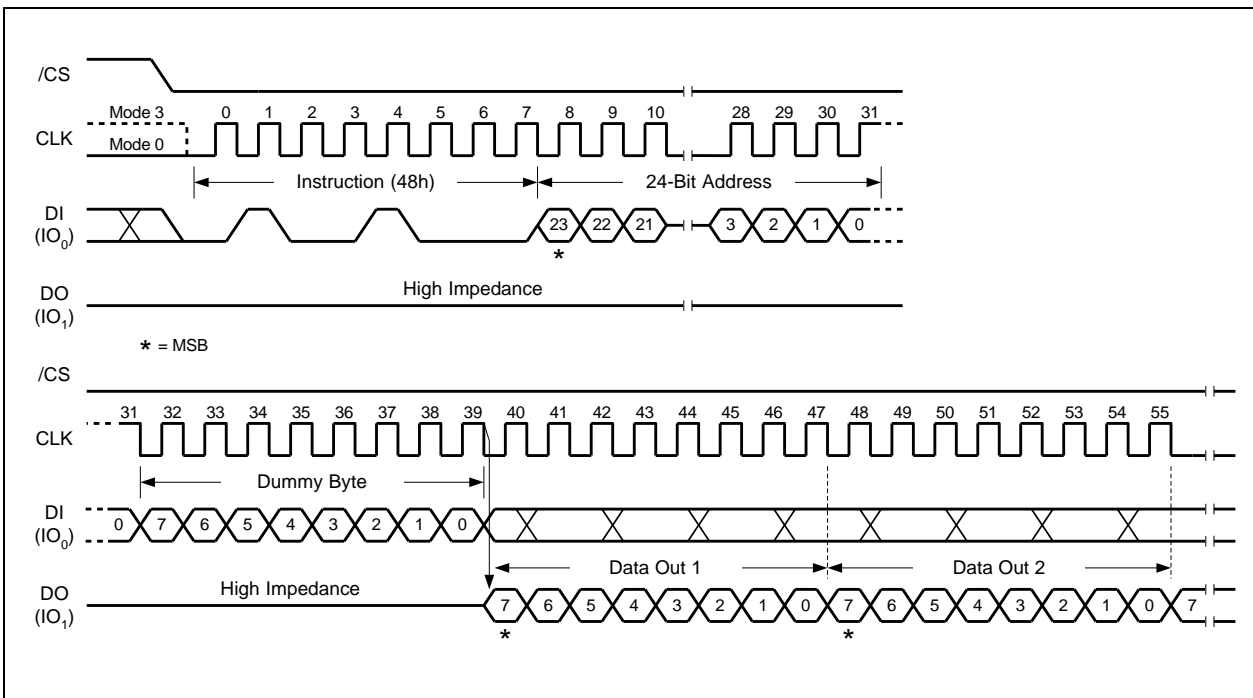 /CS
Mode 3 0 1 2 3 4 5 6 7 8 9 10 28 29 30 31
CLK
Mode 0
Instruction (48h) 24-Bit Address
DI
(IO0) 23 22 21 3 2 1 0
*
High Impedance
DO
(IO1)
* = MSB
/CS
31 32 33 34 35 36 37 38 39 40 41 42 43 44 45 46 47 48 49 50 51 52 53 54 55
CLK
Dummy Byte
DI
(IO0) 0 7 6 5 4 3 2 1 0
Data Out 1 Data Out 2
High Impedance
DO
(IO1) 7 6 5 4 3 2 1 0 7 6 5 4 3 2 1 0 7
* *